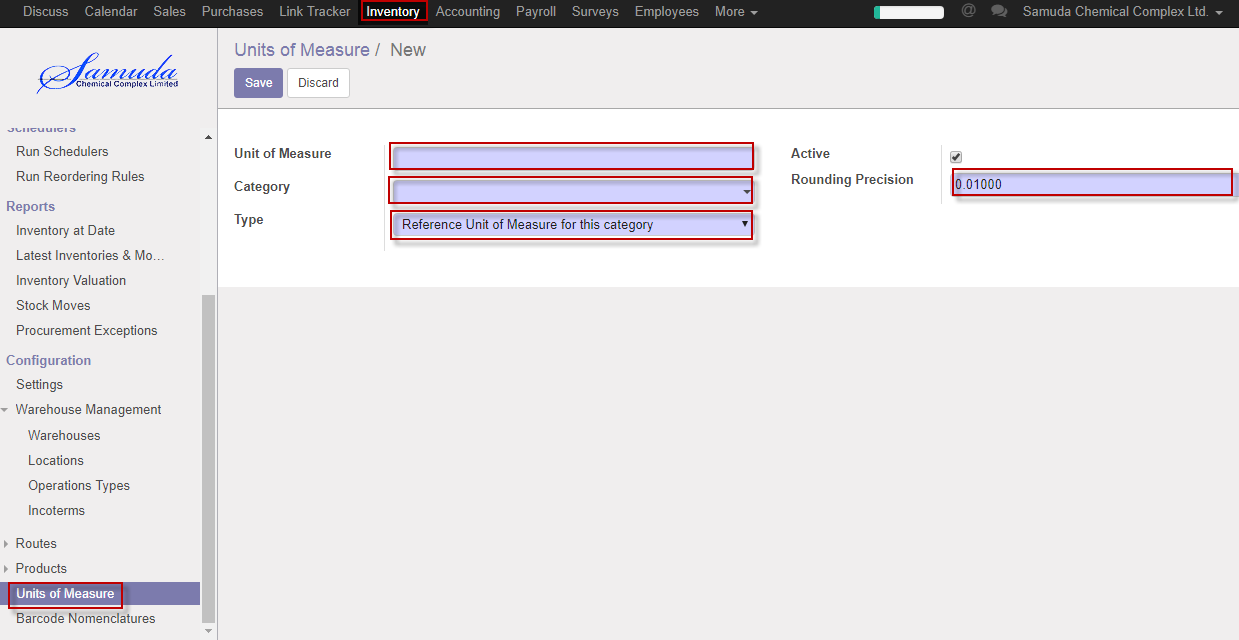 Discuss Calendar Sales Purchases Link Tracker Inventory Accounting Payroll Surveys Employees More @ Samuda Chemical Complex Ltd.
Samuda
Chemical Complex Limited
Schedulers
Run Schedulers
Run Reordering Rules
Reports
Inventory at Date
Latest Inventories & Mo...
Inventory Valuation
Stock Moves
Procurement Exceptions
Configuration
Settings
Warehouse Management
Warehouses
Locations
Operations Types
Incoterms
Routes
Products
Units of Measure
Barcode Nomenclatures
Units of Measure / New
Save Discard
Unit of Measure
Category
Type Reference Unit of Measure for this category
Active
Rounding Precision 0.01000